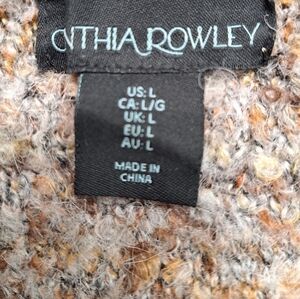 CYNTHIA ROWLEY
US: L
CA: L/G
UK: L
EU: L
AU: L
MADE IN
CHINA